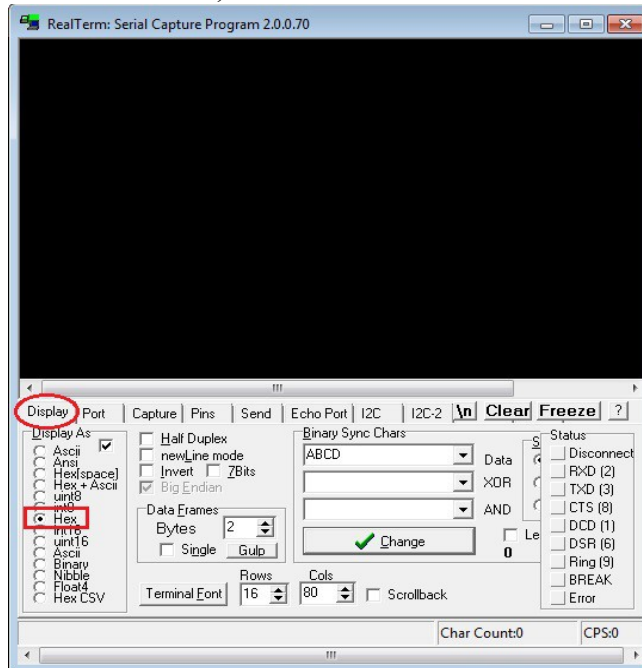 RealTerm: Serial Capture Program 2.0.0.70
Display Port Capture Pins Send Echo Port I2C I2C-2 \n Clear Freeze ?
Display As
Ascii
Ansi
Hex[space]
Hex + Ascii
uint8
int8
Hex
int16
uint16
Ascii
Binary
Nibble
Float4
Hex CSV
Half Duplex
newLine mode
Invert 7Bits
Big Endian
Data Frames
Bytes 2
Single Gulp
Terminal Font
Rows
16
Cols
80
Scrollback
Binary Sync Chars
ABCD
Data
XOR
AND
Change
Le
0
S
Status
Disconnect
RXD (2)
TXD (3)
CTS (8)
DCD (1)
DSR (6)
Ring (9)
BREAK
Error
Char Count:0 CPS:0